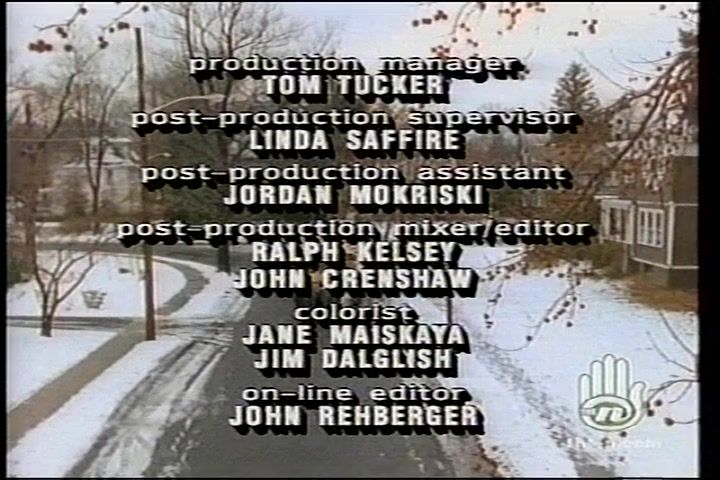 production manager
TOM TUCKER
post-production supervisor
LINDA SAFFIRE
post-production assistant
JORDAN MOKRISKI
post-production mixer/editor
RALPH KELSEY
JOHN CRENSHAW
colorist
JANE MAISKAYA
JIM DALGLISH
on-line editor
JOHN REHBERGER
n